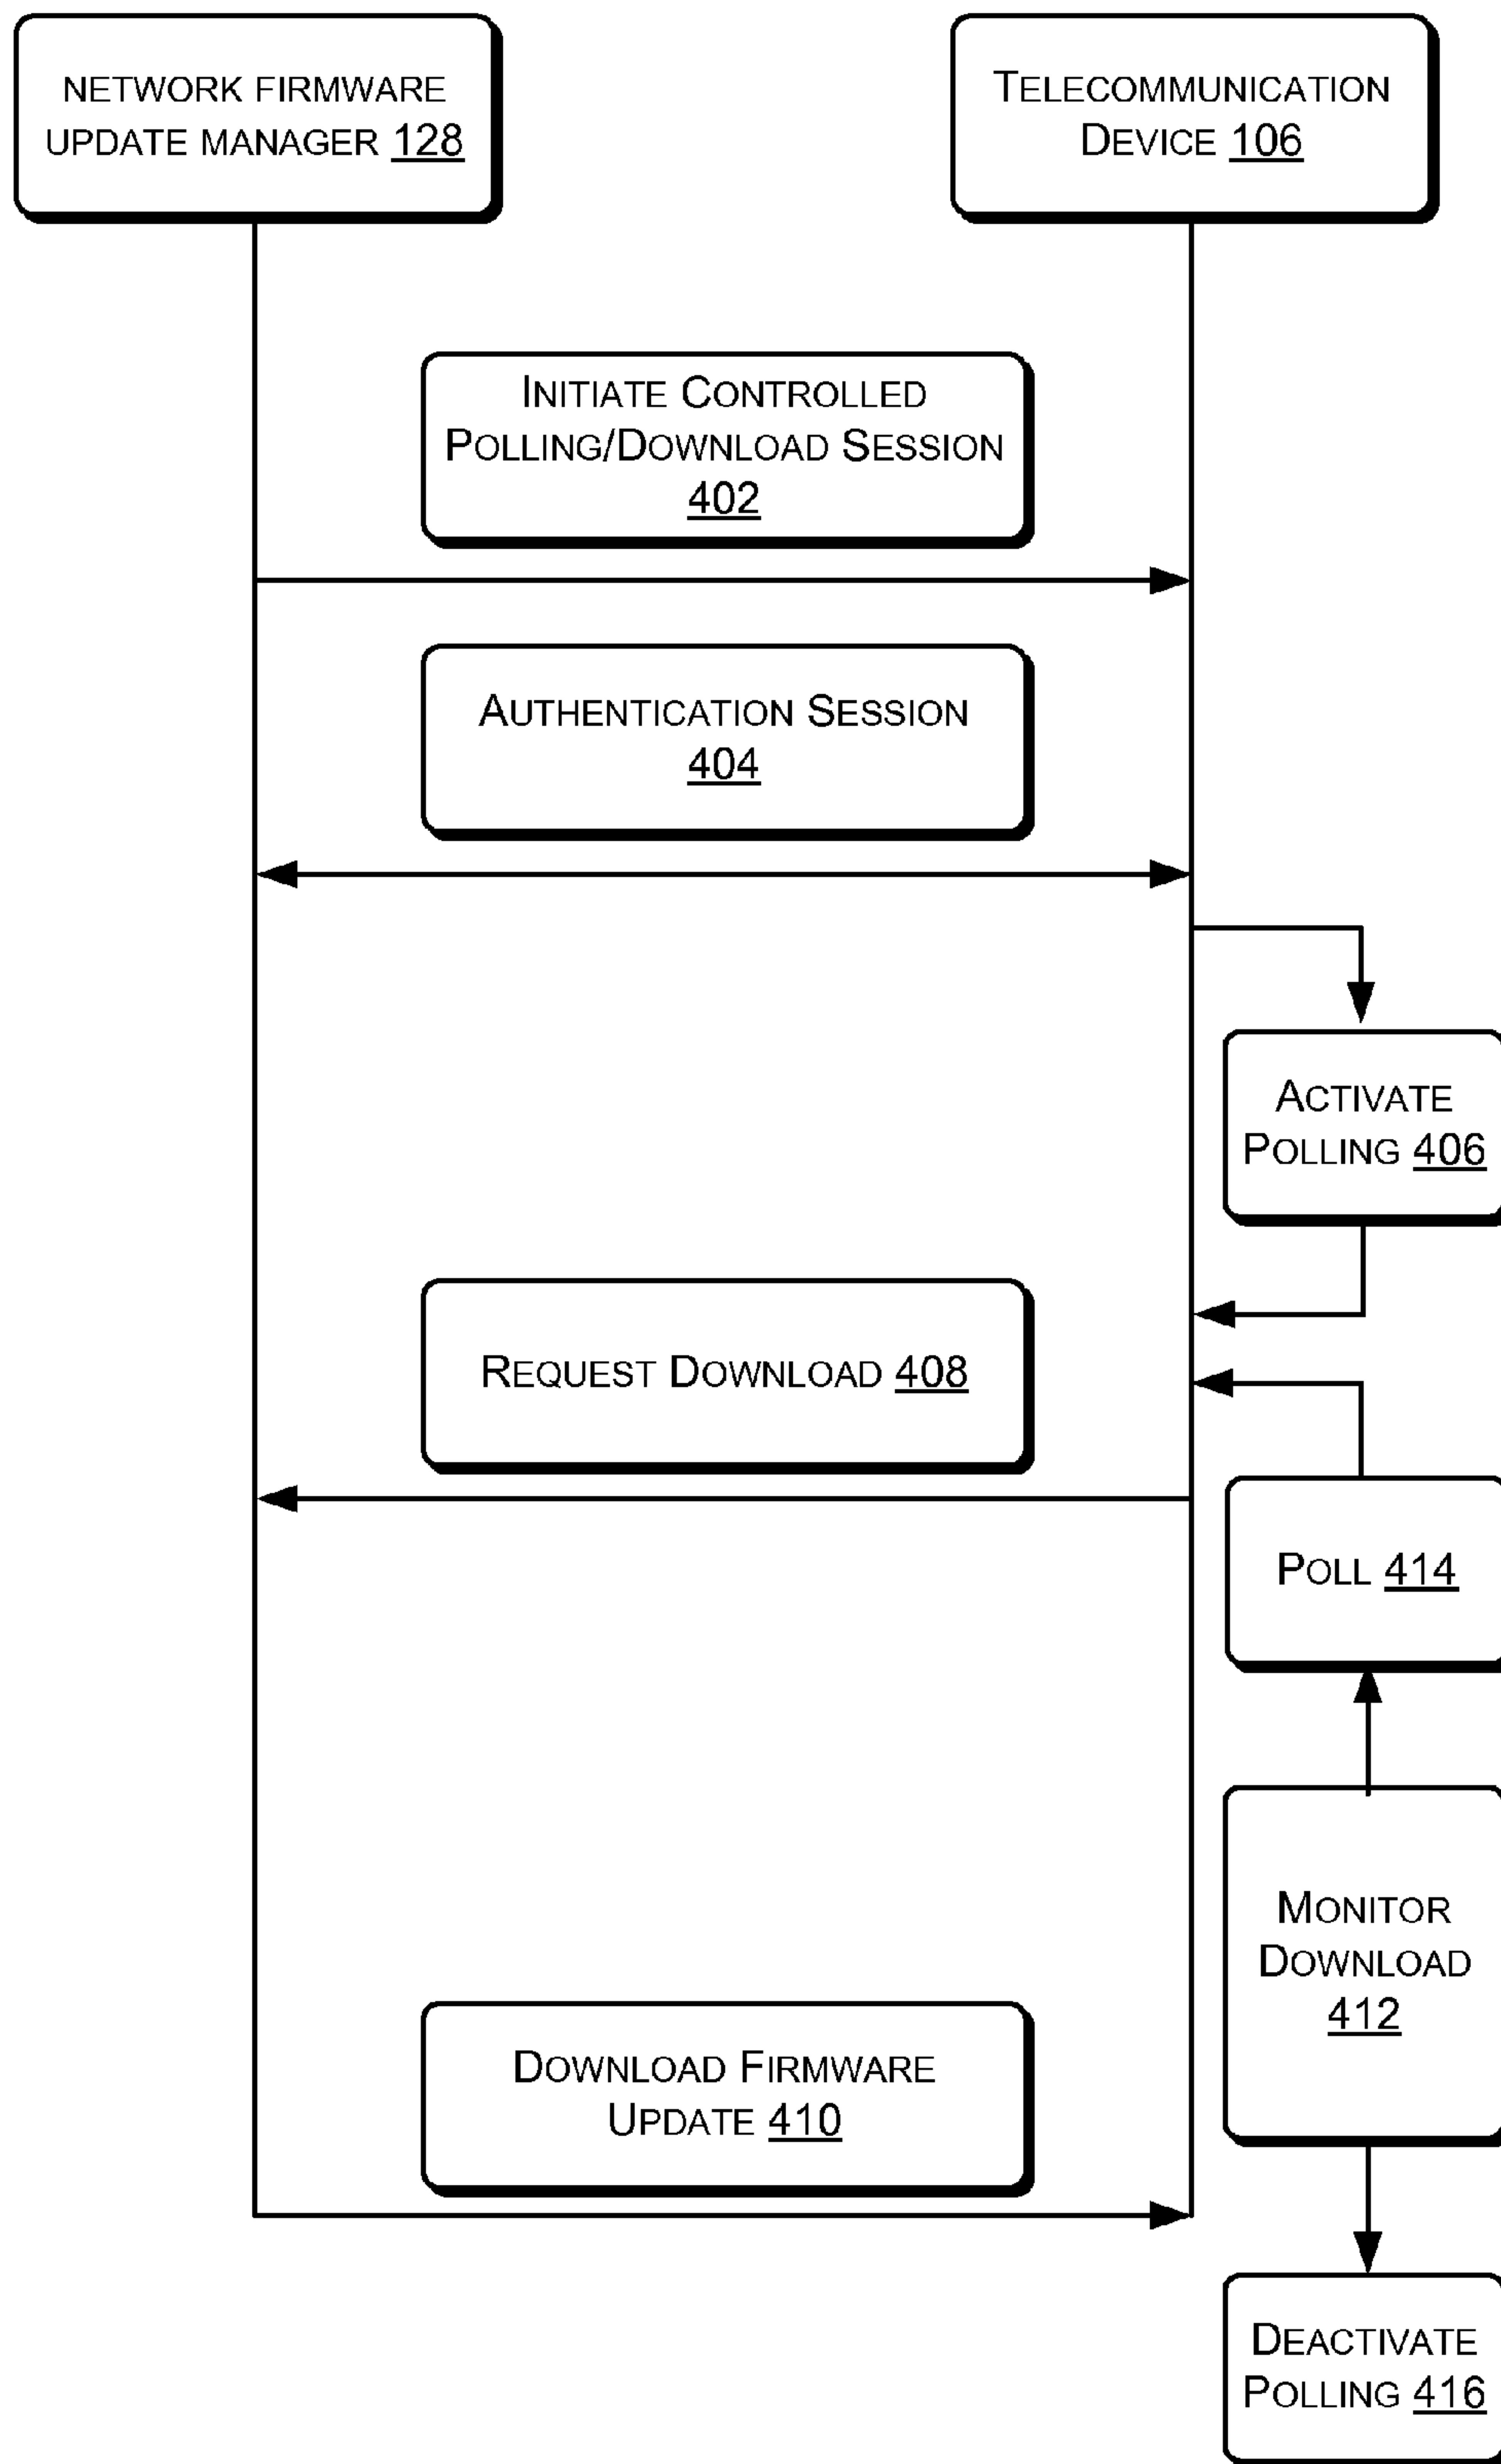 NETWORK FIRMWARE
UPDATE MANAGER 128
TELECOMMUNICATION
DEVICE 106
INITIATE CONTROLLED
POLLING/DOWNLOAD SESSION
402
AUTHENTICATION SESSION
404
ACTIVATE
POLLING 406
REQUEST DOWNLOAD 408
POLL 414
MONITOR
DOWNLOAD
412
DOWNLOAD FIRMWARE
UPDATE 410
DEACTIVATE
POLLING 416